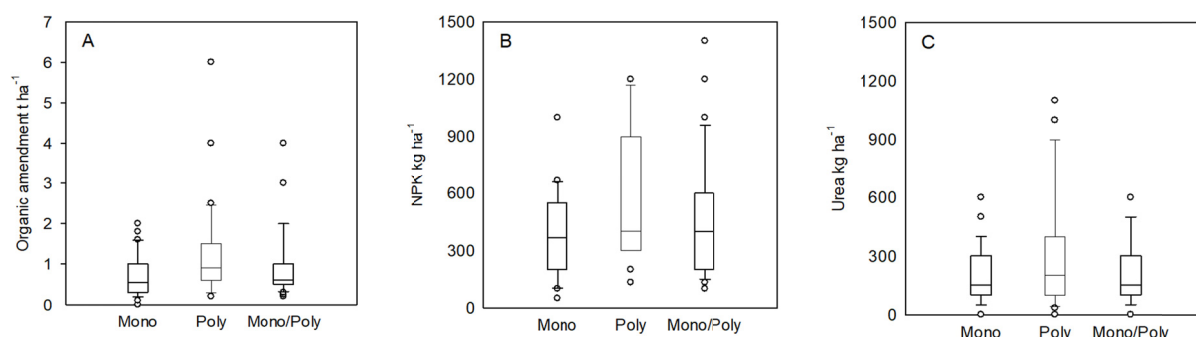 A
Organic amendment t ha⁻¹
7
6
5
4
3
2
1
0
Mono Poly Mono/Poly
B
NPK kg ha⁻¹
1500
1200
900
600
300
0
Mono Poly Mono/Poly
C
Urea kg ha⁻¹
1500
1200
900
600
300
0
Mono Poly Mono/Poly